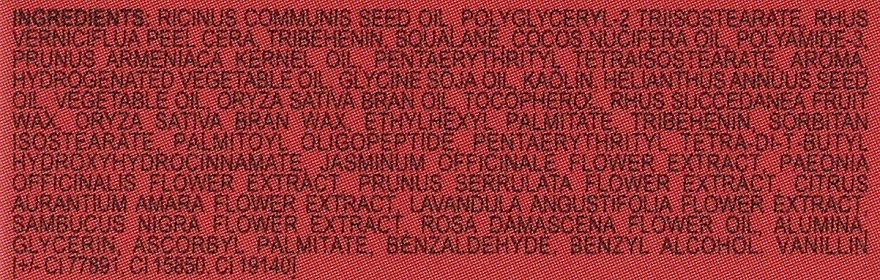 INGREDIENTS: RICINUS COMMUNIS SEED OIL, POLYGLYCERYL-2 TRIISOSTEARATE, RHUS
VERNICIFLUA PEEL CERA, TRIBEHENIN, SQUALANE, COCOS NUCIFERA OIL, POLYAMIDE-3,
PRUNUS ARMENIACA KERNEL OIL, PENTAERYTHRITYL TETRAISOSTEARATE, AROMA,
HYDROGENATED VEGETABLE OIL, GLYCINE SOJA OIL, KAOLIN, HELIANTHUS ANNUUS SEED
OIL, VEGETABLE OIL, ORYZA SATIVA BRAN OIL, TOCOPHEROL, RHUS SUCCEDANEA FRUIT
WAX, ORYZA SATIVA BRAN WAX, ETHYLHEXYL PALMITATE, TRIBEHENIN, SORBITAN
ISOSTEARATE, PALMITOYL OLIGOPEPTIDE, PENTAERYTHRITYL TETRA-DI-T-BUTYL
HYDROXYHYDROCINNAMATE, JASMINUM OFFICINALE FLOWER EXTRACT, PAEONIA
OFFICINALIS FLOWER EXTRACT, PRUNUS SERRULATA FLOWER EXTRACT, CITRUS
AURANTIUM AMARA FLOWER EXTRACT, LAVANDULA ANGUSTIFOLIA FLOWER EXTRACT,
SAMBUCUS NIGRA FLOWER EXTRACT, ROSA DAMASCENA FLOWER OIL, ALUMINA,
GLYCERIN, ASCORBYL PALMITATE, BENZALDEHYDE, BENZYL ALCOHOL, VANILLIN
[+/- CI 77891, CI 15850, CI 19140]